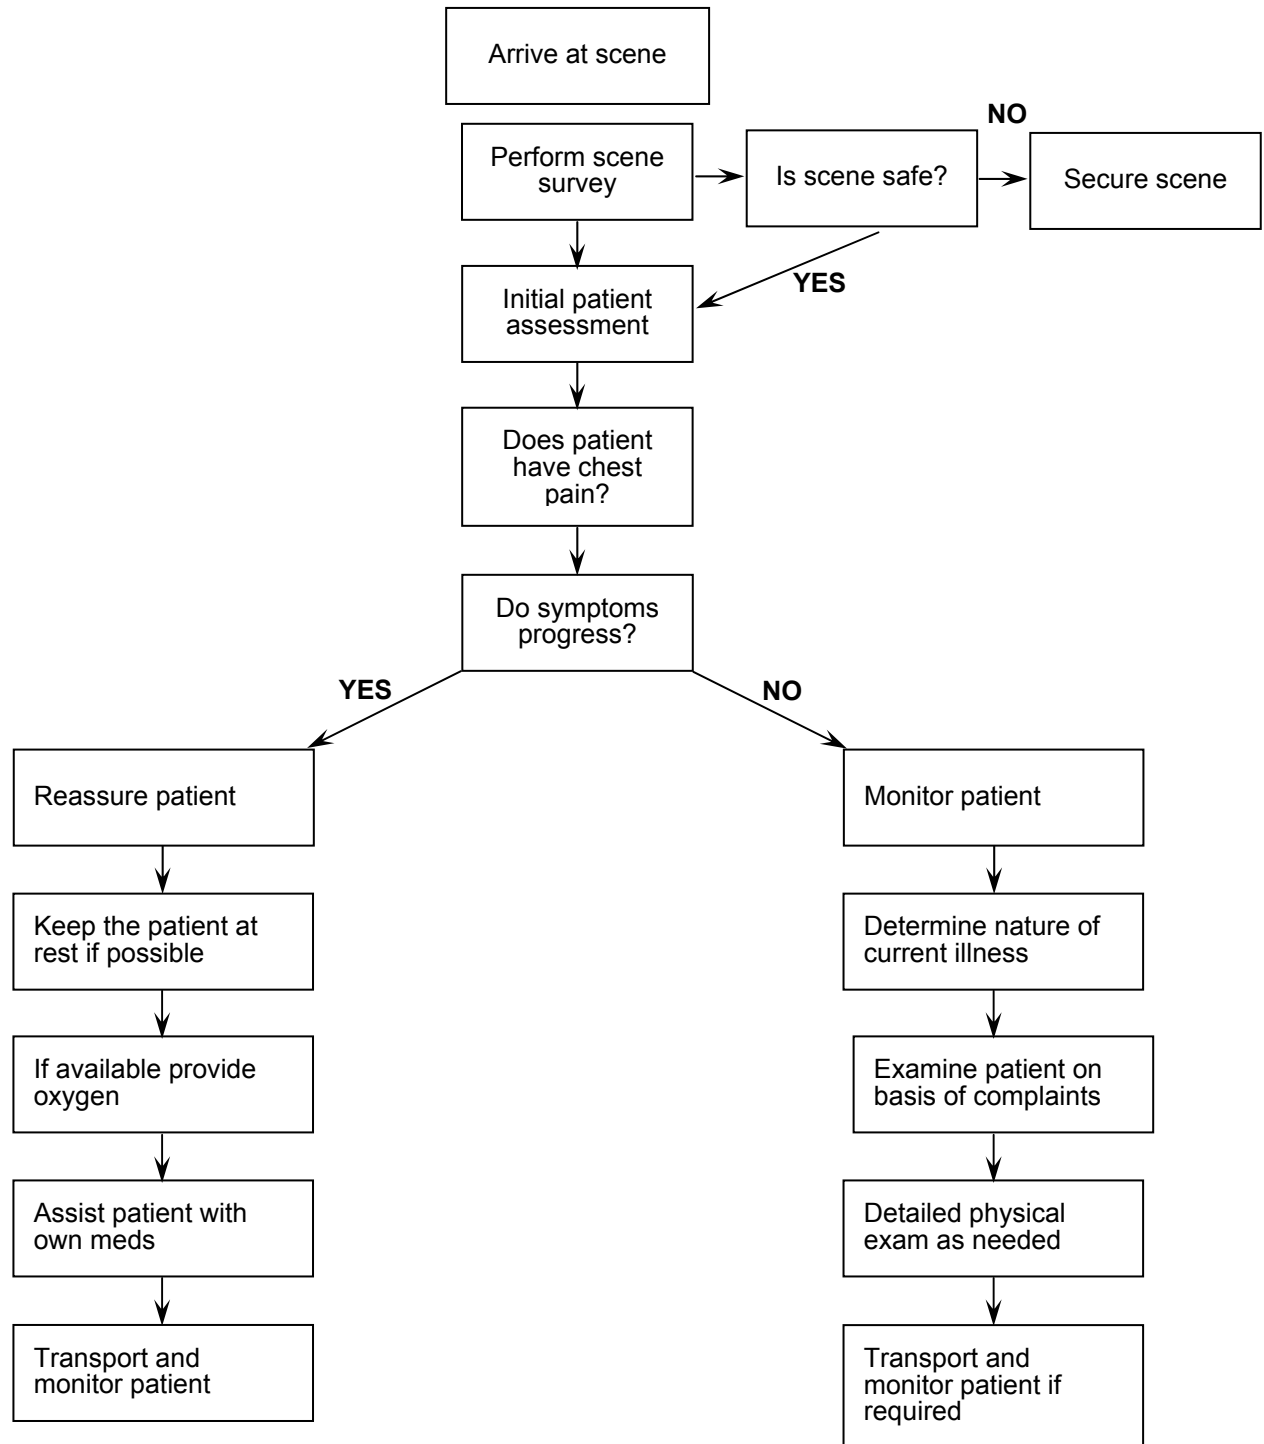 Arrive at scene
NO
Perform scene
survey
Is scene safe?
Secure scene
YES
Initial patient
assessment
Does patient
have chest
pain?
Do symptoms
progress?
YES
NO
Reassure patient
Monitor patient
Keep the patient at
rest if possible
Determine nature of
current illness
If available provide
oxygen
Examine patient on
basis of complaints
Assist patient with
own meds
Detailed physical
exam as needed
Transport and
monitor patient
Transport and
monitor patient if
required